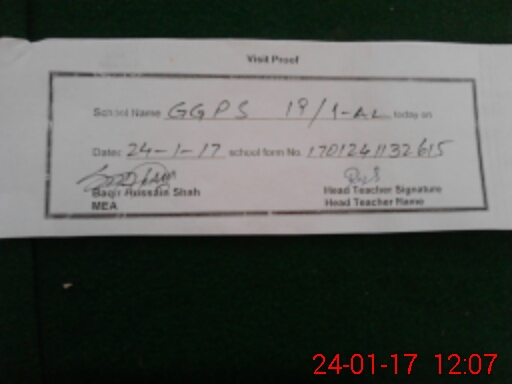 Visit Proof
School Name GGPS 19/1-AL today on
Date: 24-1-17 school form No. 1701241132615
Baqir Hussain Shah
MEA
Head Teacher Signature
Head Teacher Name
24-01-17 12:07